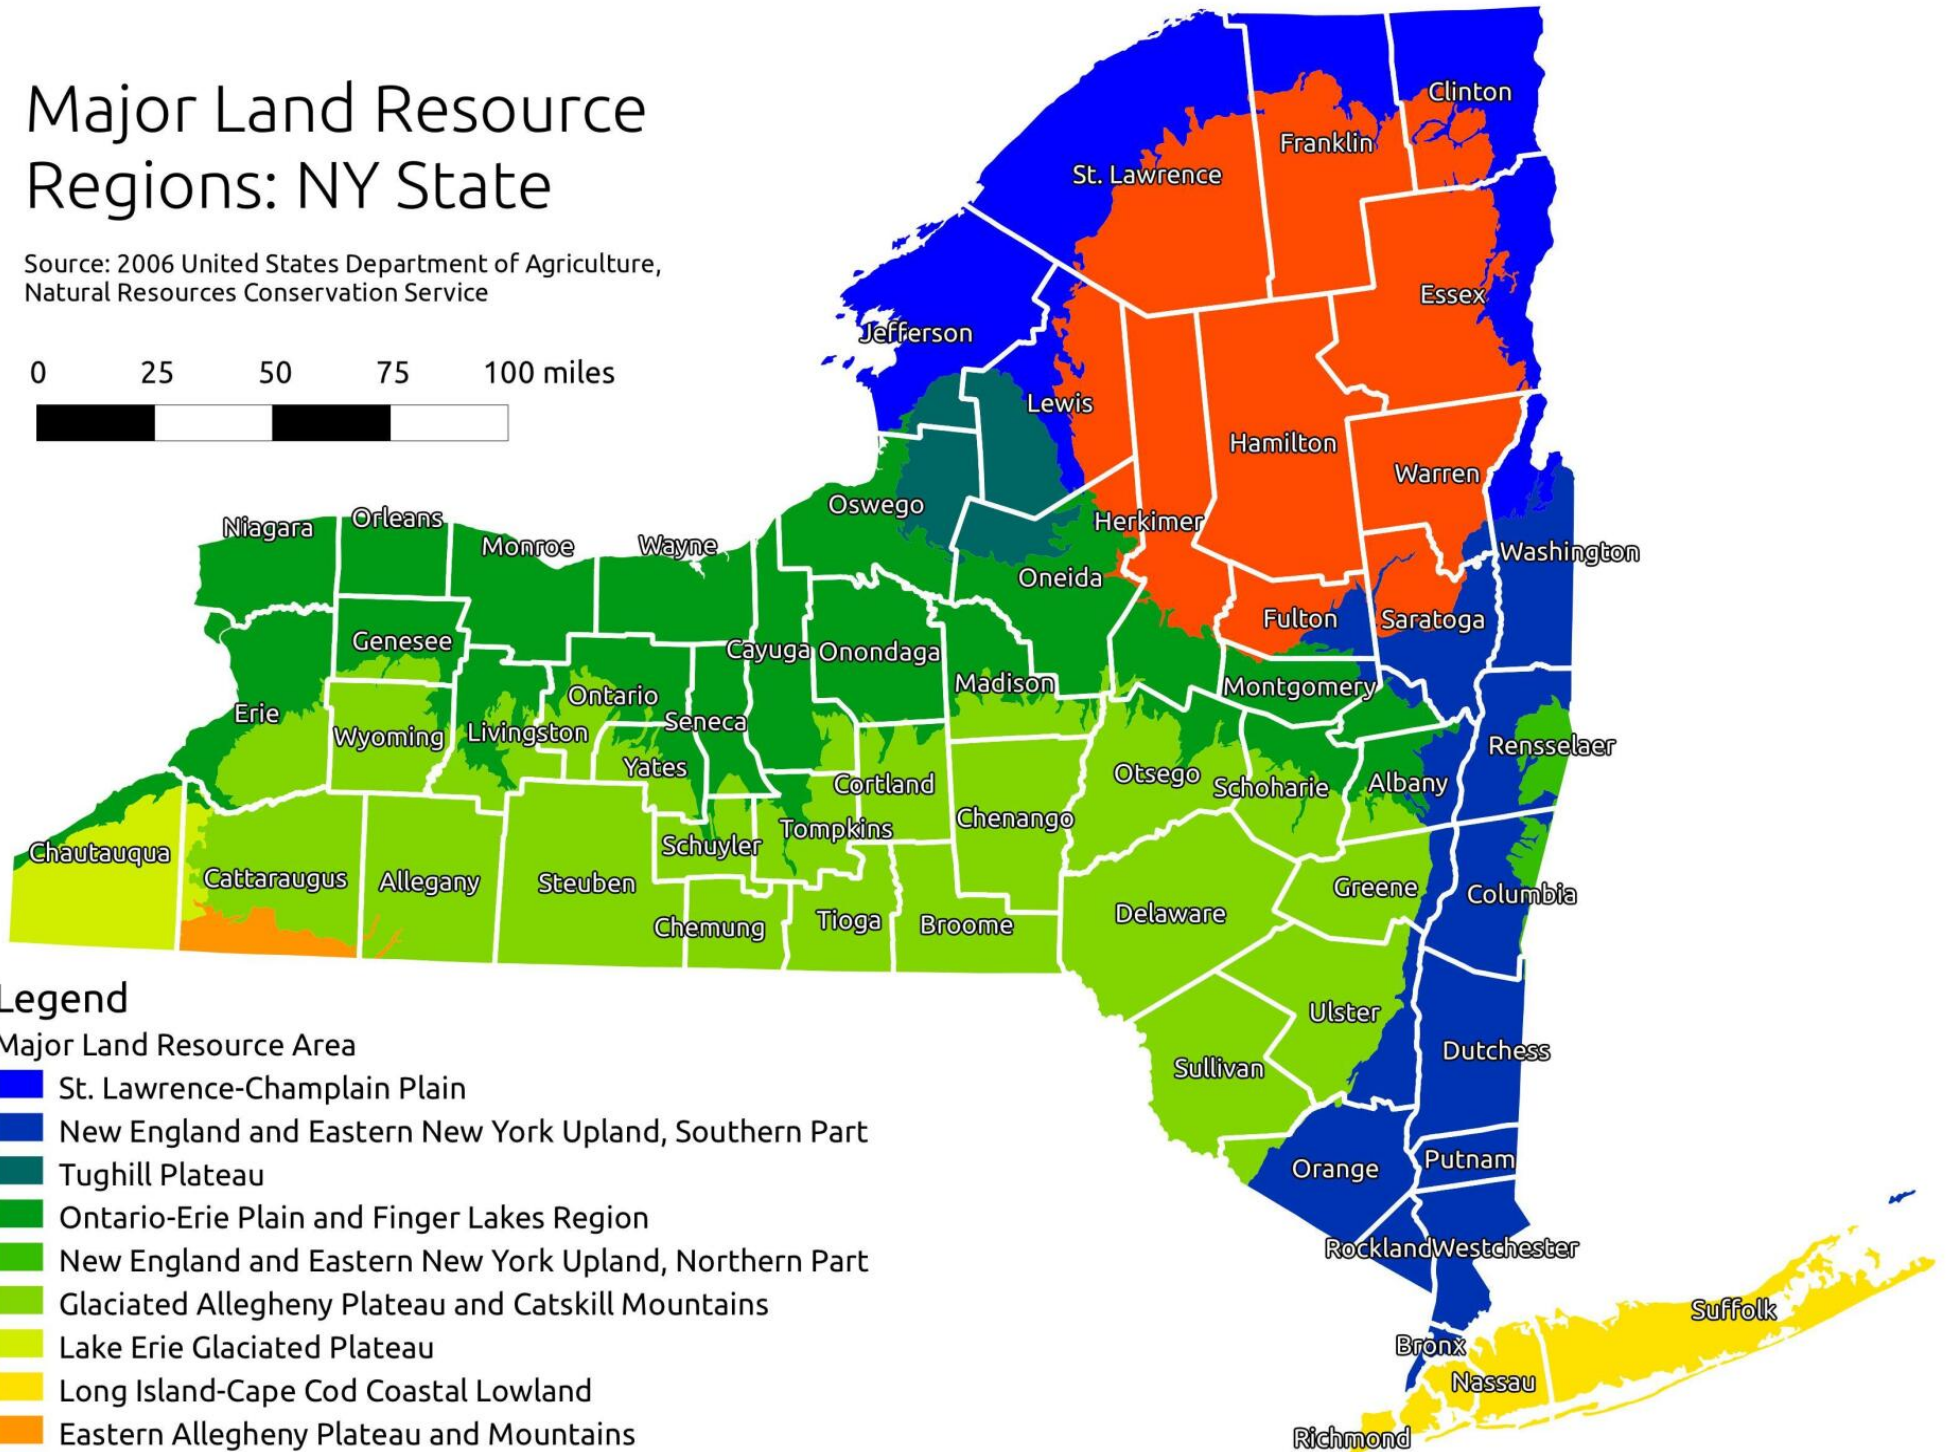 Major Land Resource
Regions: NY State
Source: 2006 United States Department of Agriculture,
Natural Resources Conservation Service
0 25 50 75 100 miles
Clinton
Franklin
St. Lawrence
Essex
Jefferson
Lewis
Hamilton
Warren
Oswego
Herkimer
Niagara
Orleans
Monroe
Wayne
Washington
Oneida
Fulton
Saratoga
Genesee
Cayuga
Onondaga
Madison
Montgomery
Ontario
Erie
Seneca
Wyoming
Livingston
Rensselaer
Yates
Cortland
Otsego
Schoharie
Albany
Chenango
Tompkins
Schuyler
Chautauqua
Cattaraugus
Allegany
Steuben
Greene
Columbia
Chemung
Tioga
Broome
Delaware
Ulster
Dutchess
Sullivan
Orange
Putnam
Rockland
Westchester
Suffolk
Bronx
Nassau
Richmond
Legend
Major Land Resource Area
St. Lawrence-Champlain Plain
New England and Eastern New York Upland, Southern Part
Tughill Plateau
Ontario-Erie Plain and Finger Lakes Region
New England and Eastern New York Upland, Northern Part
Glaciated Allegheny Plateau and Catskill Mountains
Lake Erie Glaciated Plateau
Long Island-Cape Cod Coastal Lowland
Eastern Allegheny Plateau and Mountains